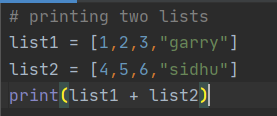 # printing two lists
list1 = [1,2,3,"garry"]
list2 = [4,5,6,"sidhu"]
print(list1 + list2)